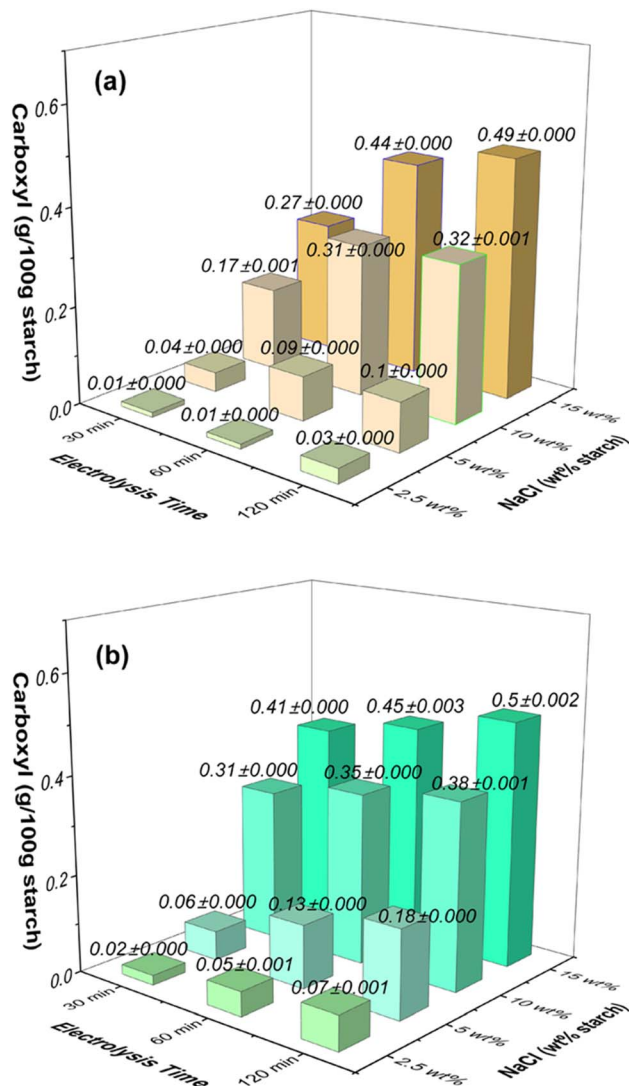 (a)
Carboxyl (g/100g starch)
0.6
0.4
0.2
0.0
0.44±0.000
0.49±0.000
0.27±0.000
0.31±0.000
0.32±0.001
0.17±0.001
0.04±0.000
0.09±0.000
0.1±0.000
0.01±0.000
0.01±0.000
0.03±0.000
30 min
60 min
120 min
Electrolysis Time
2.5 wt%
5 wt%
10 wt%
15 wt%
NaCl (wt% starch)
(b)
Carboxyl (g/100g starch)
0.6
0.4
0.2
0.0
0.41±0.000
0.45±0.003
0.5±0.002
0.31±0.000
0.35±0.000
0.38±0.001
0.06±0.000
0.13±0.000
0.18±0.000
0.02±0.000
0.05±0.001
0.07±0.001
30 min
60 min
120 min
Electrolysis Time
2.5 wt%
5 wt%
10 wt%
15 wt%
NaCl (wt% starch)